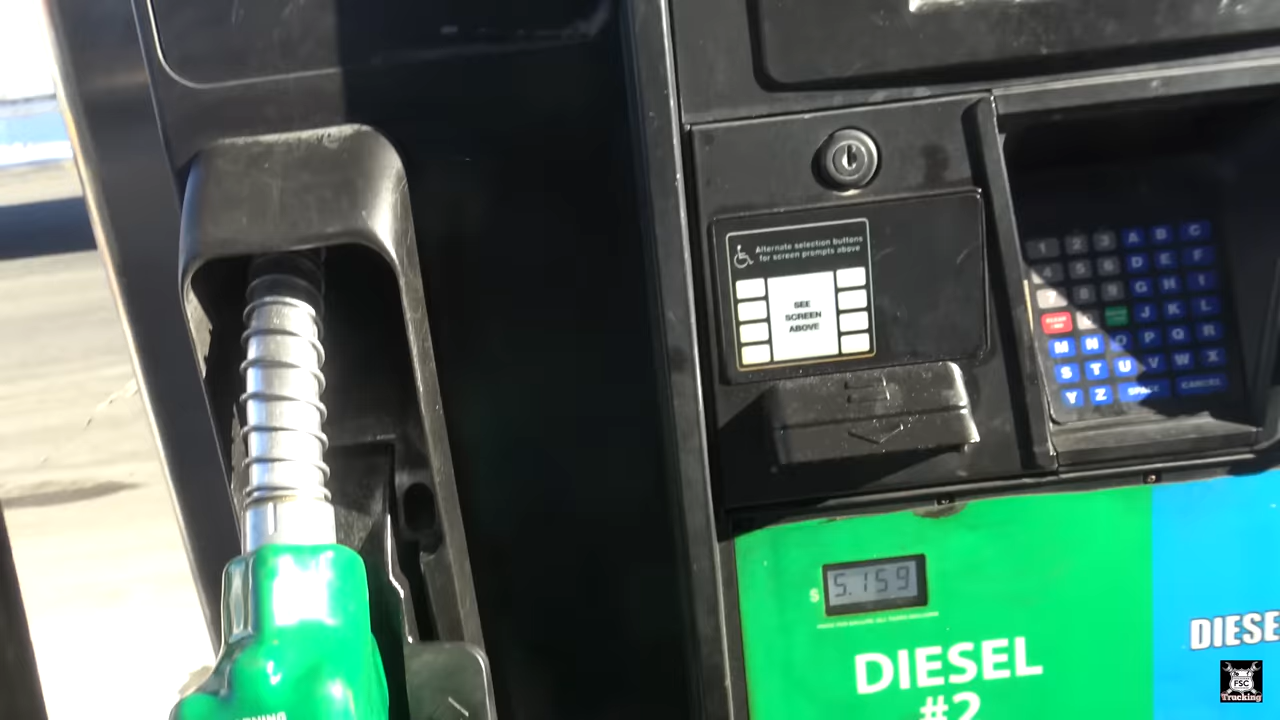 Alternate selection buttons
for screen prompts above
SEE
SCREEN
ABOVE
1 2 3 A B C
4 5 6 D E F
7 8 9 G H I
J K L
M N O P Q R
S T U V W X
Y Z SPACE CANCEL
$ 5.159
DIESEL
#2
DIESE
FSC
Trucking